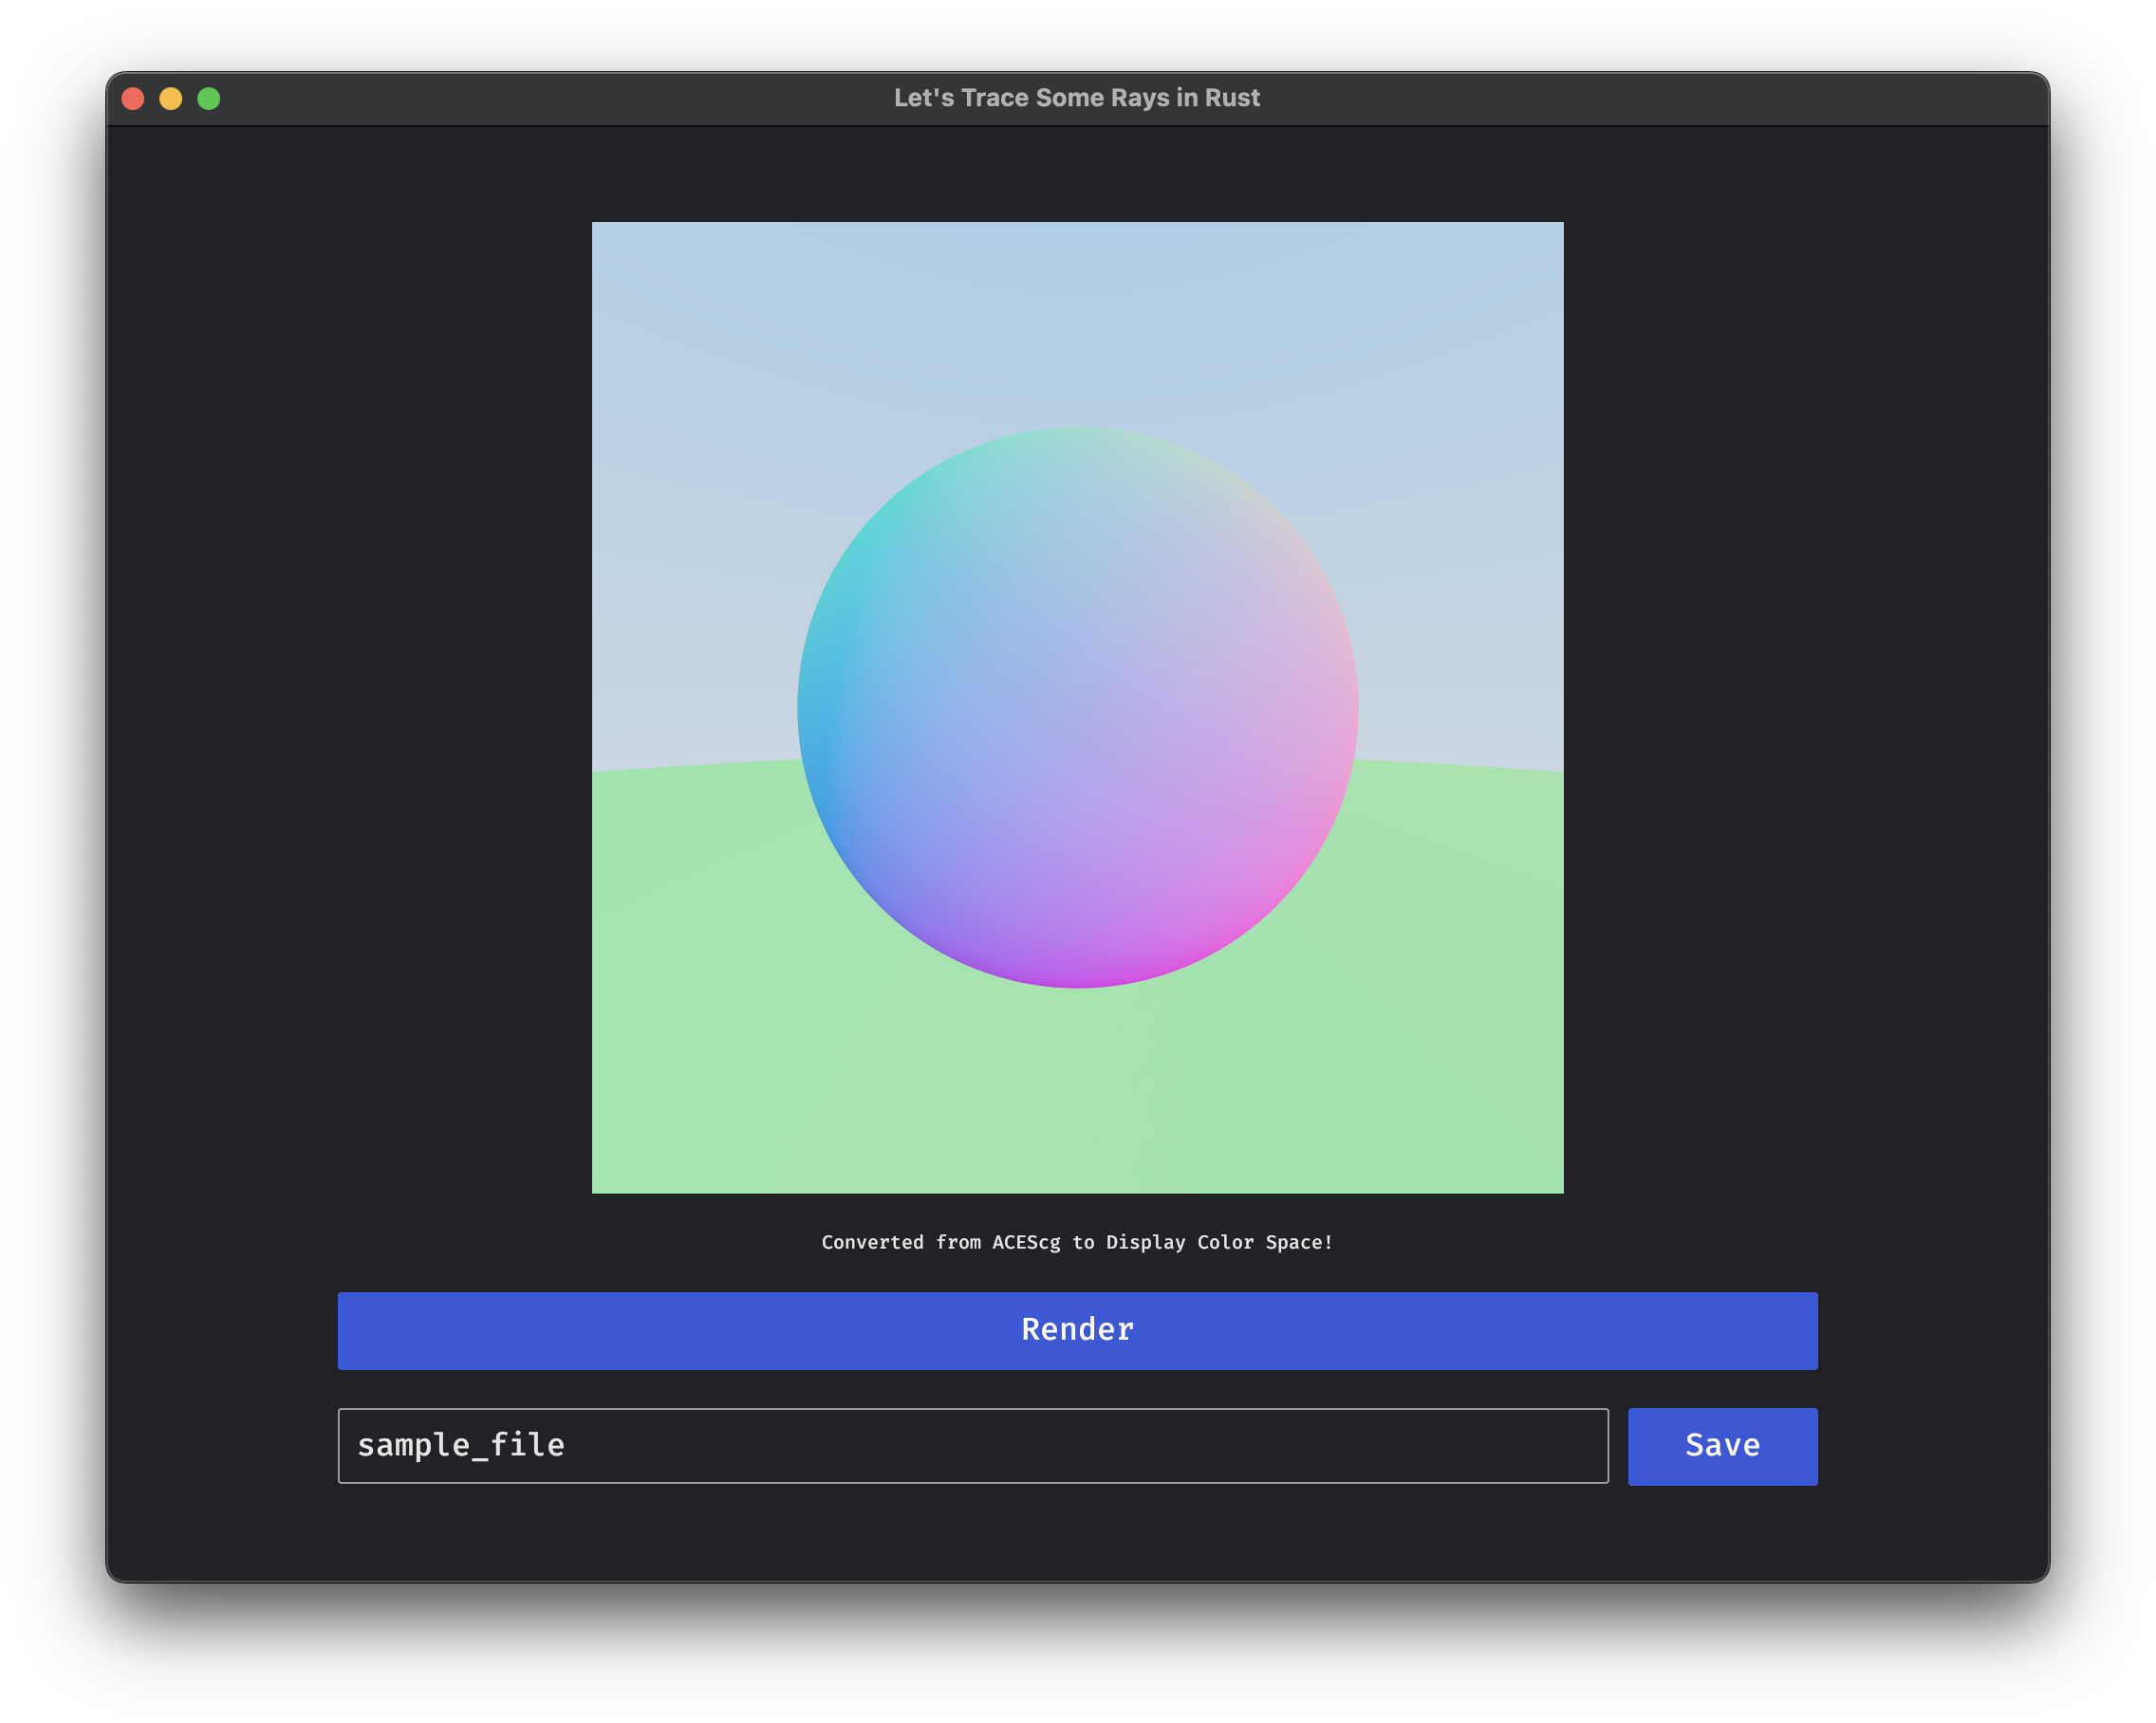 Let's Trace Some Rays in Rust
Converted from ACEScg to Display Color Space!
Render
sample_file
Save